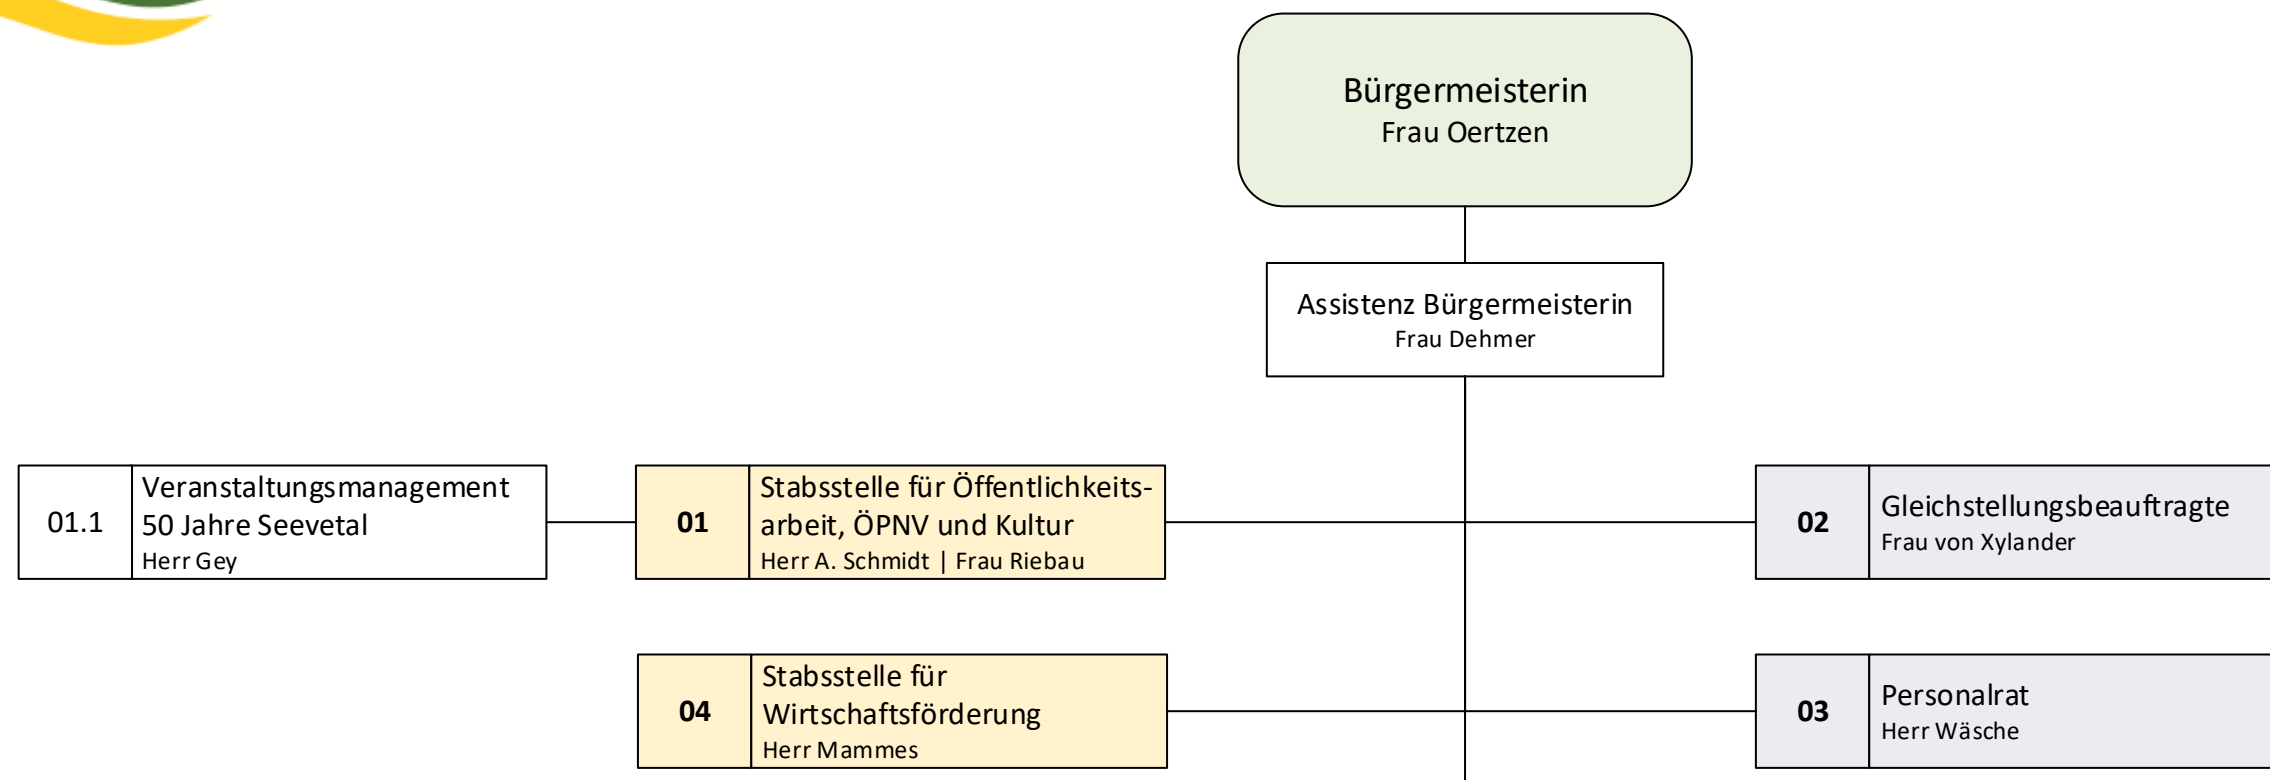 Bürgermeisterin
Frau Oertzen
Assistenz Bürgermeisterin
Frau Dehmer
01.1
Veranstaltungsmanagement
50 Jahre Seevetal
Herr Gey
01
Stabsstelle für Öffentlichkeits-
arbeit, ÖPNV und Kultur
Herr A. Schmidt | Frau Riebau
02
Gleichstellungsbeauftragte
Frau von Xylander
04
Stabsstelle für
Wirtschaftsförderung
Herr Mammes
03
Personalrat
Herr Wäsche